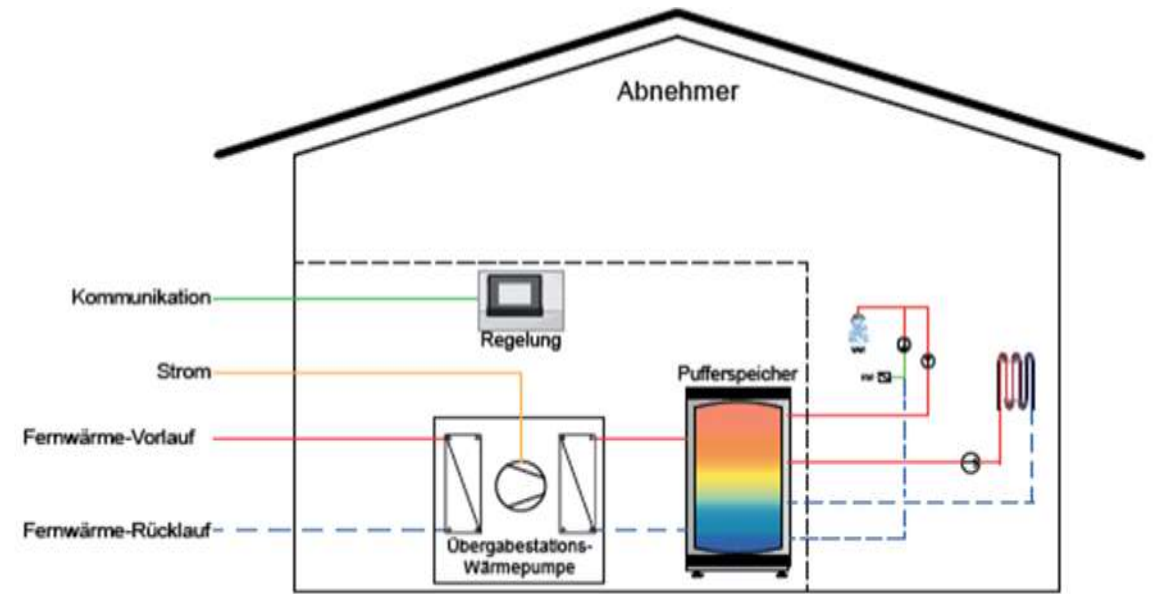 Abnehmer
Kommunikation
Regelung
Strom
Pufferspeicher
Fernwärme-Vorlauf
Fernwärme-Rücklauf
Übergabestations-
Wärmepumpe